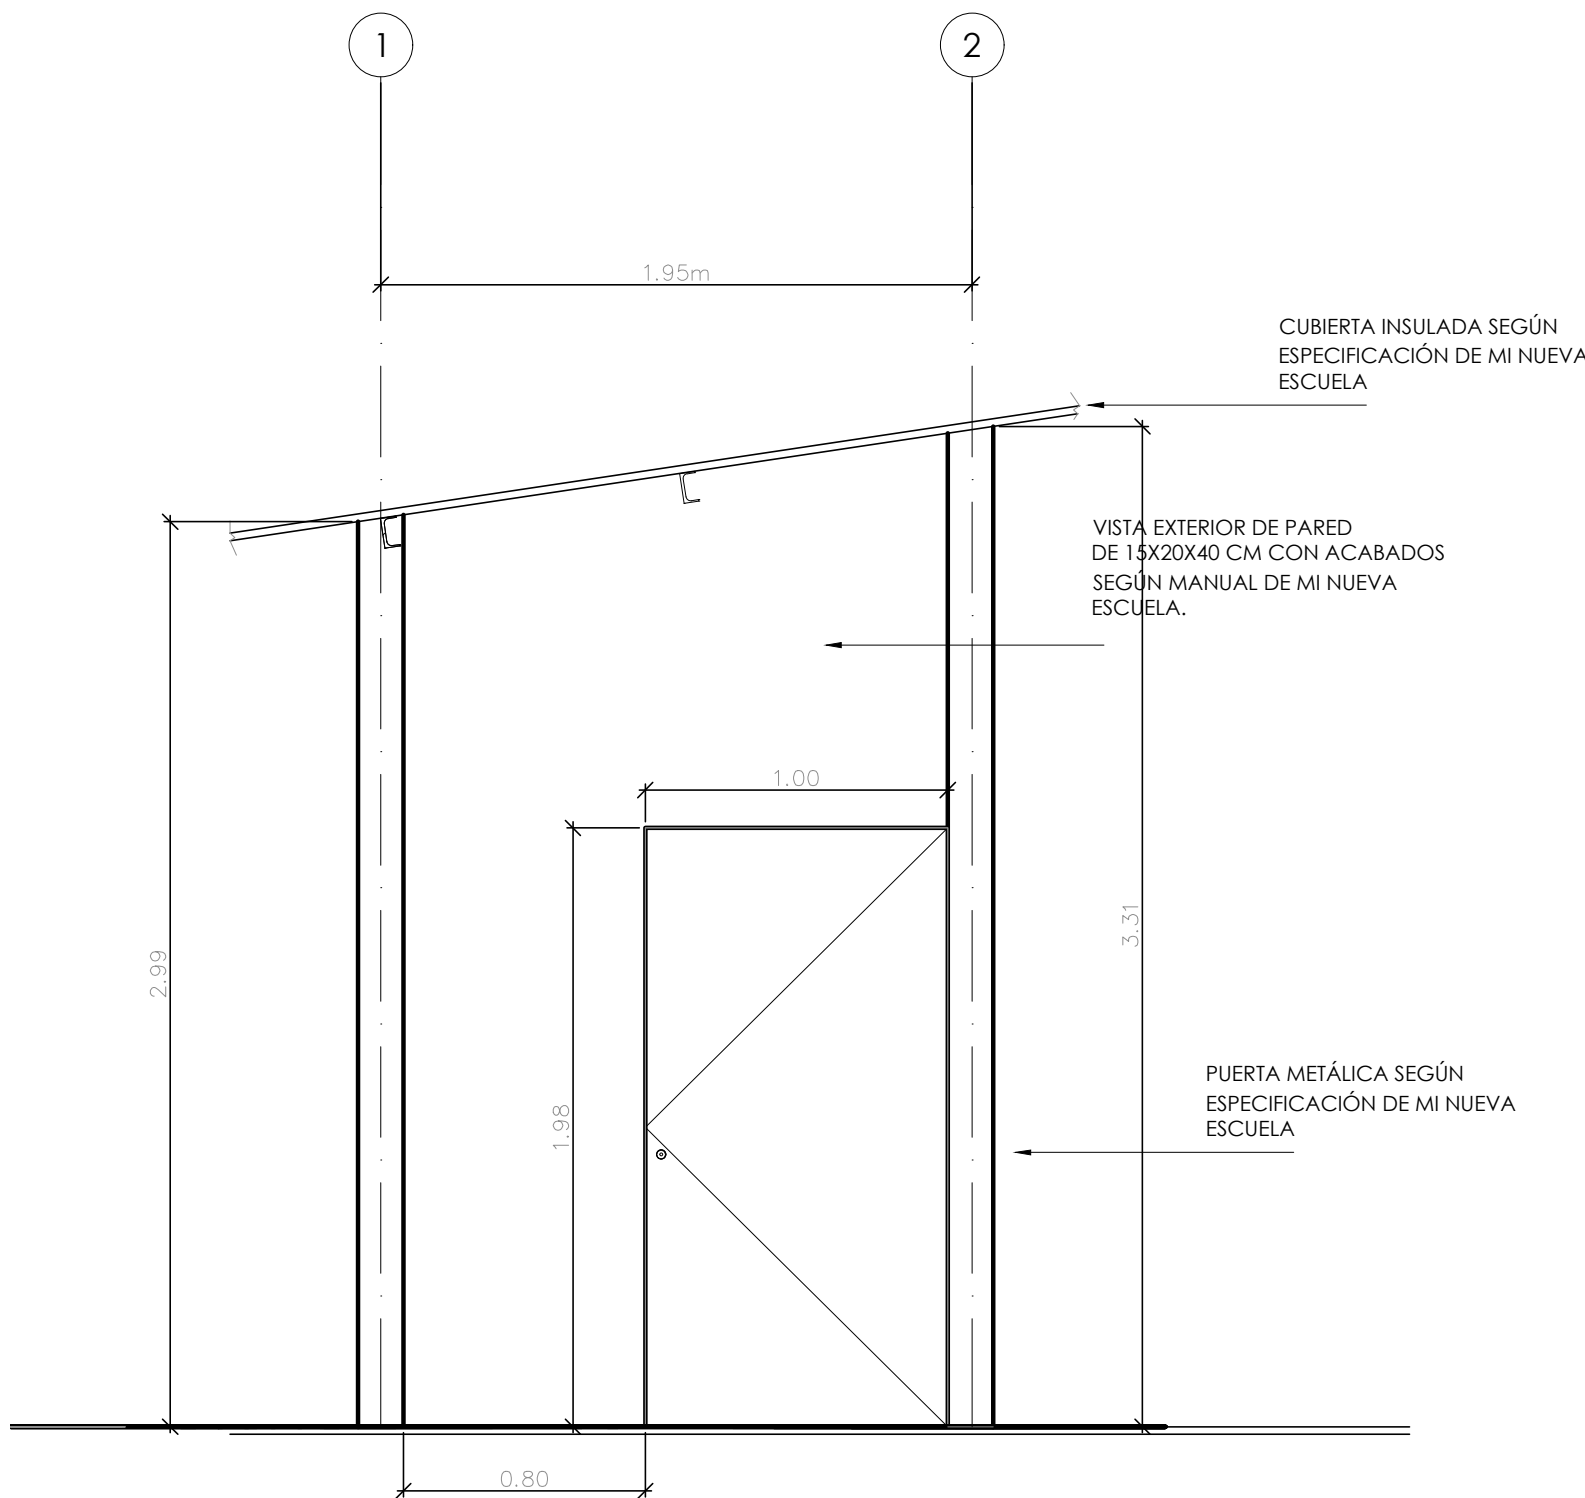 1
2
1.95m
CUBIERTA INSULADA SEGÚN
ESPECIFICACIÓN DE MI NUEVA
ESCUELA
VISTA EXTERIOR DE PARED
DE 15X20X40 CM CON ACABADOS
SEGÚN MANUAL DE MI NUEVA
ESCUELA.
1.00
3.31
2.99
1.98
PUERTA METÁLICA SEGÚN
ESPECIFICACIÓN DE MI NUEVA
ESCUELA
0.80